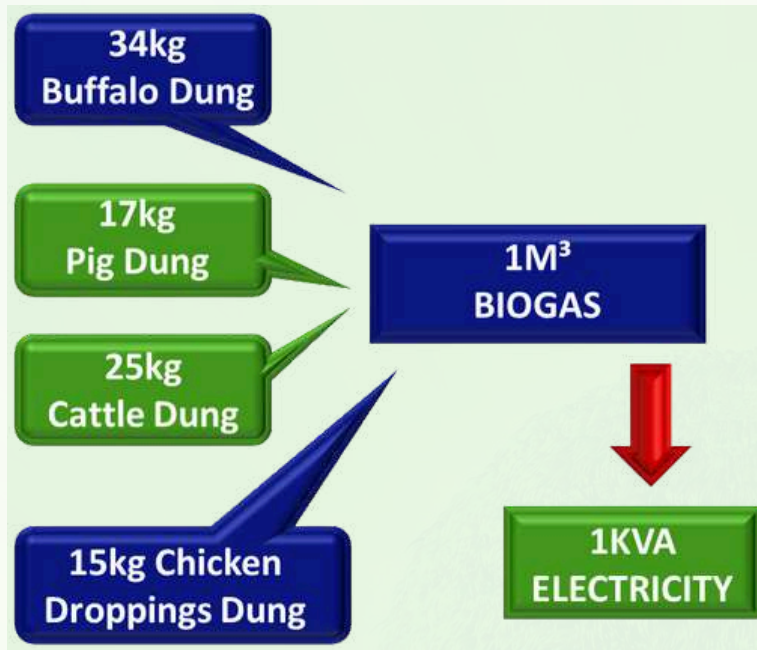 34kg
Buffalo Dung
17kg
Pig Dung
25kg
Cattle Dung
15kg Chicken
Droppings Dung
1M³
BIOGAS
1KVA
ELECTRICITY